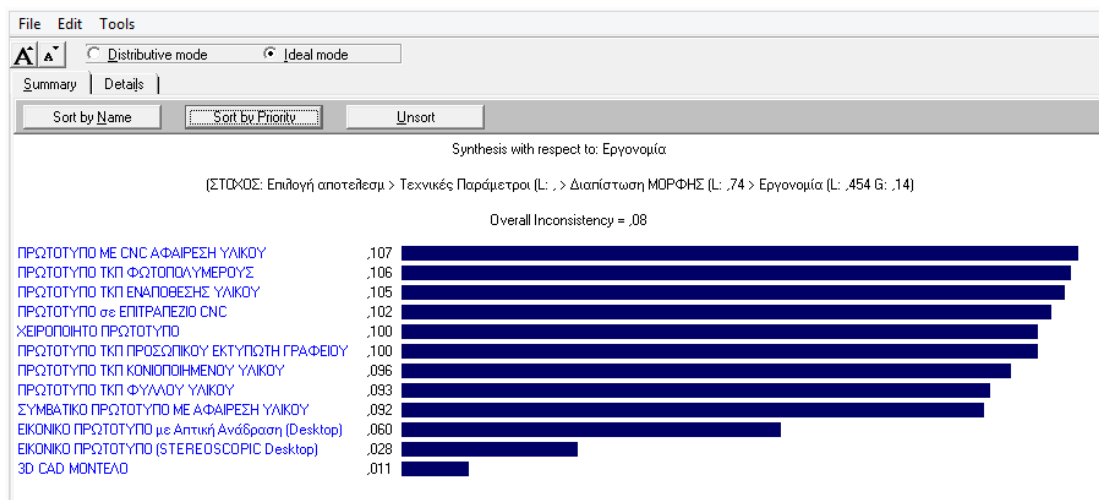 File Edit Tools
A A Distributive mode Ideal mode
Summary Details
Sort by Name Sort by Priority Unsort
Synthesis with respect to: Εργονομία
(ΣΤΟΧΟΣ: Επιλογή αποτελεσμ > Τεχνικές Παράμετροι (L: , > Διαπίστωση ΜΟΡΦΗΣ (L: ,74 > Εργονομία (L: ,454 G: ,14)
Overall Inconsistency = ,08
ΠΡΩΤΟΤΥΠΟ ΜΕ CNC ΑΦΑΙΡΕΣΗ ΥΛΙΚΟΥ ,107
ΠΡΩΤΟΤΥΠΟ ΤΚΠ ΦΩΤΟΠΟΛΥΜΕΡΟΥΣ ,106
ΠΡΩΤΟΤΥΠΟ ΤΚΠ ΕΝΑΠΟΘΕΣΗΣ ΥΛΙΚΟΥ ,105
ΠΡΩΤΟΤΥΠΟ σε ΕΠΙΤΡΑΠΕΖΙΟ CNC ,102
ΧΕΙΡΟΠΟΙΗΤΟ ΠΡΩΤΟΤΥΠΟ ,100
ΠΡΩΤΟΤΥΠΟ ΤΚΠ ΠΡΟΣΩΠΙΚΟΥ ΕΚΤΥΠΩΤΗ ΓΡΑΦΕΙΟΥ ,100
ΠΡΩΤΟΤΥΠΟ ΤΚΠ ΚΟΝΙΟΠΟΙΗΜΕΝΟΥ ΥΛΙΚΟΥ ,096
ΠΡΩΤΟΤΥΠΟ ΤΚΠ ΦΥΛΛΟΥ ΥΛΙΚΟΥ ,093
ΣΥΜΒΑΤΙΚΟ ΠΡΩΤΟΤΥΠΟ ΜΕ ΑΦΑΙΡΕΣΗ ΥΛΙΚΟΥ ,092
ΕΙΚΟΝΙΚΟ ΠΡΩΤΟΤΥΠΟ με Απτική Ανάδραση (Desktop) ,060
ΕΙΚΟΝΙΚΟ ΠΡΩΤΟΤΥΠΟ (STEREOSCOPIC Desktop) ,028
3D CAD ΜΟΝΤΕΛΟ ,011